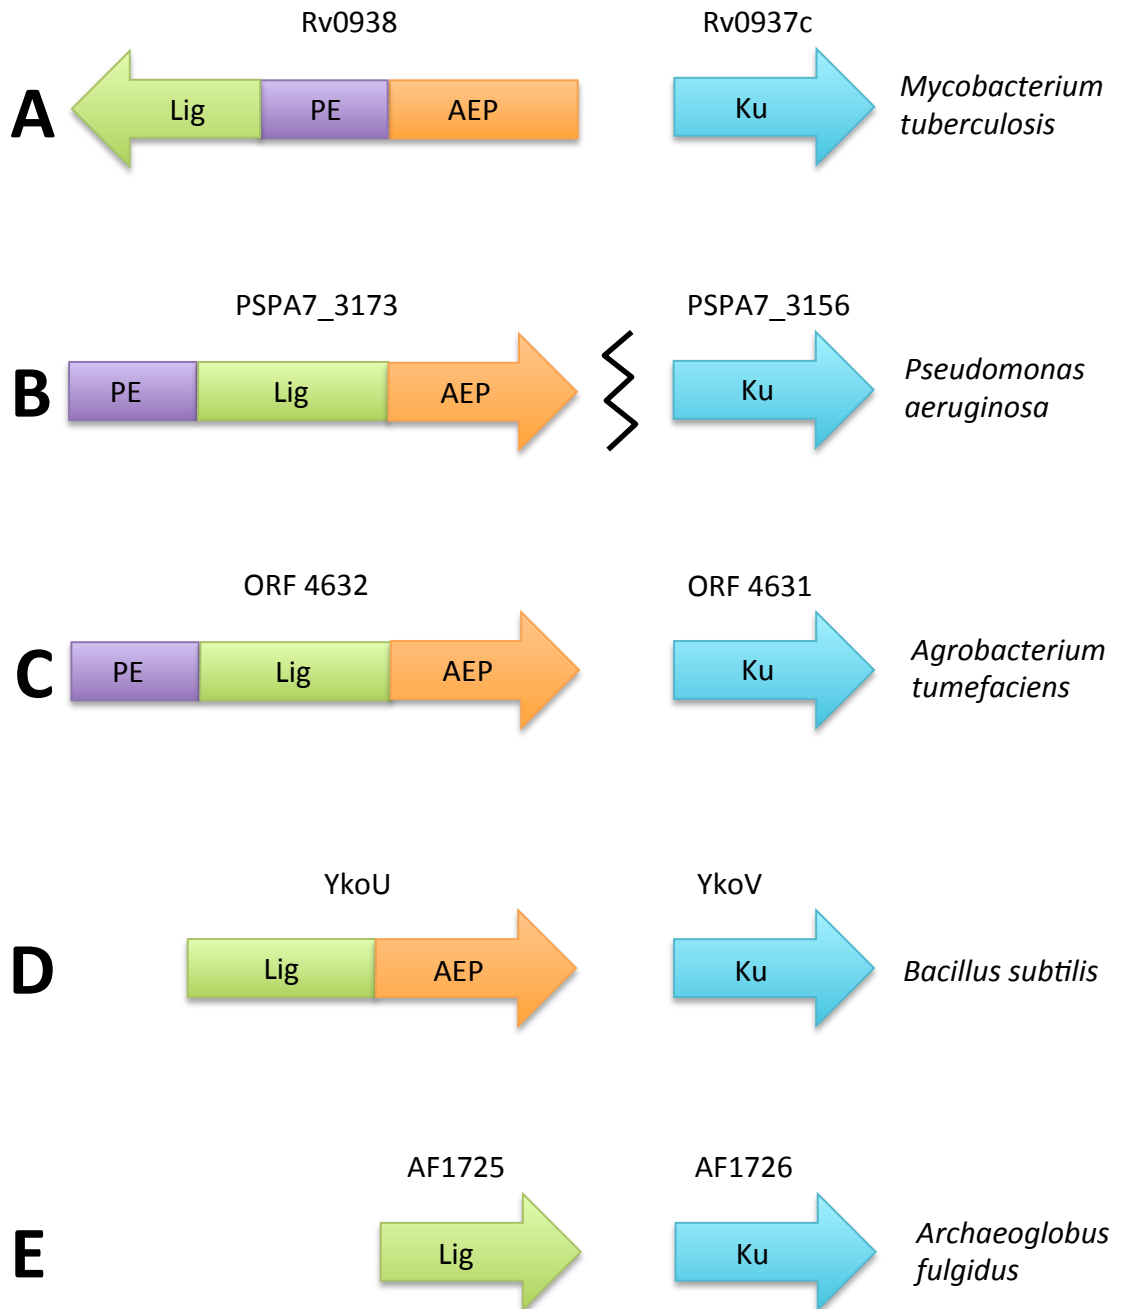 Rv0938 Rv0937c
A Lig PE AEP Ku Mycobacterium
tuberculosis
PSPA7_3173 PSPA7_3156
B PE Lig AEP Ku Pseudomonas
aeruginosa
ORF 4632 ORF 4631
C PE Lig AEP Ku Agrobacterium
tumefaciens
YkoU YkoV
D Lig AEP Ku Bacillus subtilis
AF1725 AF1726
E Lig Ku Archaeoglobus
fulgidus